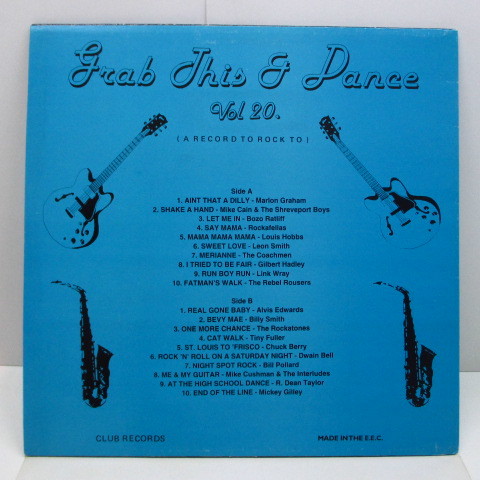 Grab This & Dance
Vol 20.
( A RECORD TO ROCK TO )
Side A
1. AINT THAT A DILLY - Marlon Graham
2. SHAKE A HAND - Mike Cain & The Shreveport Boys
3. LET ME IN - Bozo Ratliff
4. SAY MAMA - Rockafellas
5. MAMA MAMA MAMA - Louis Hobbs
6. SWEET LOVE - Leon Smith
7. MERIANNE - The Coachmen
8. I TRIED TO BE FAIR - Gilbert Hadley
9. RUN BOY RUN - Link Wray
10. FATMAN'S WALK - The Rebel Rousers
Side B
1. REAL GONE BABY - Alvis Edwards
2. BEVY MAE - Billy Smith
3. ONE MORE CHANCE - The Rockatones
4. CAT WALK - Tiny Fuller
5. ST. LOUIS TO 'FRISCO - Chuck Berry
6. ROCK 'N' ROLL ON A SATURDAY NIGHT - Dwain Bell
7. NIGHT SPOT ROCK - Bill Pollard
8. ME & MY GUITAR - Mike Cushman & The Interludes
9. AT THE HIGH SCHOOL DANCE - R. Dean Taylor
10. END OF THE LINE - Mickey Gilley
CLUB RECORDS
MADE IN THE E.E.C.